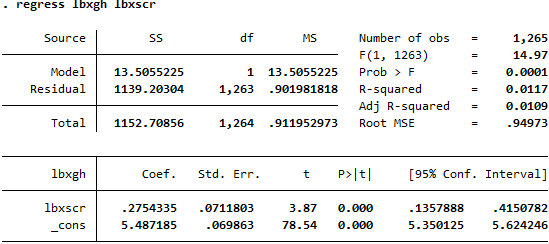 . regress lbxgh lbxscr
Source SS df MS Number of obs = 1,265
F(1, 1263) = 14.97
Model 13.5055225 1 13.5055225 Prob > F = 0.0001
Residual 1139.20304 1,263 .901981818 R-squared = 0.0117
Adj R-squared = 0.0109
Total 1152.70856 1,264 .911952973 Root MSE = .94973
lbxgh Coef. Std. Err. t P>|t| [95% Conf. Interval]
lbxscr .2754335 .0711803 3.87 0.000 .1357888 .4150782
_cons 5.487185 .069863 78.54 0.000 5.350125 5.624246